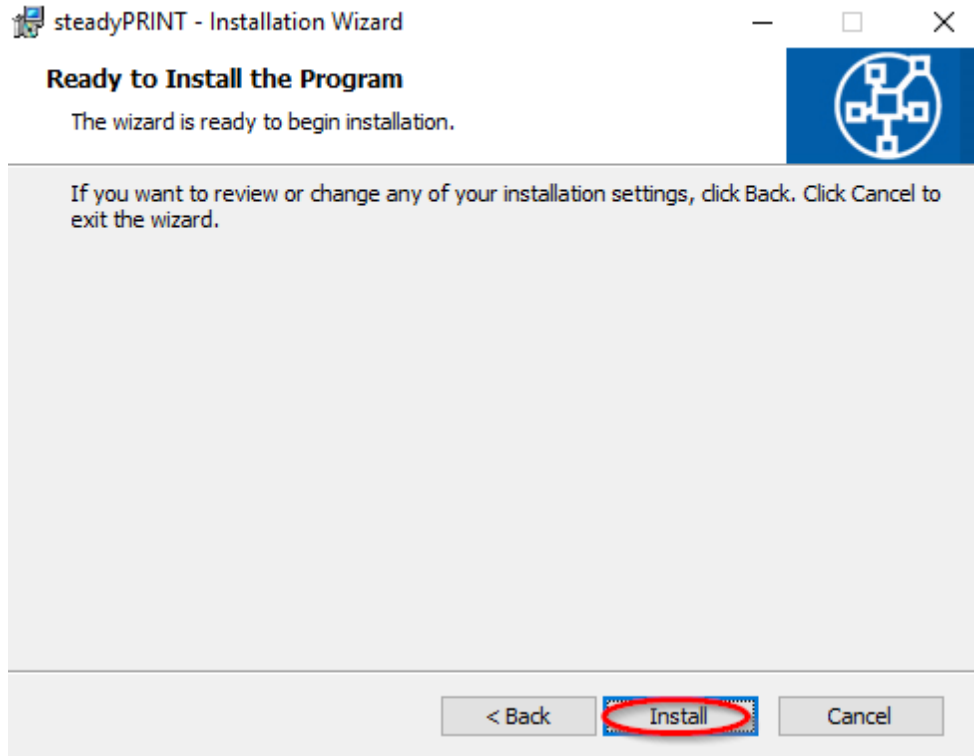 steadyPRINT - Installation Wizard
Ready to Install the Program
The wizard is ready to begin installation.
If you want to review or change any of your installation settings, click Back. Click Cancel to
exit the wizard.
< Back
Install
Cancel